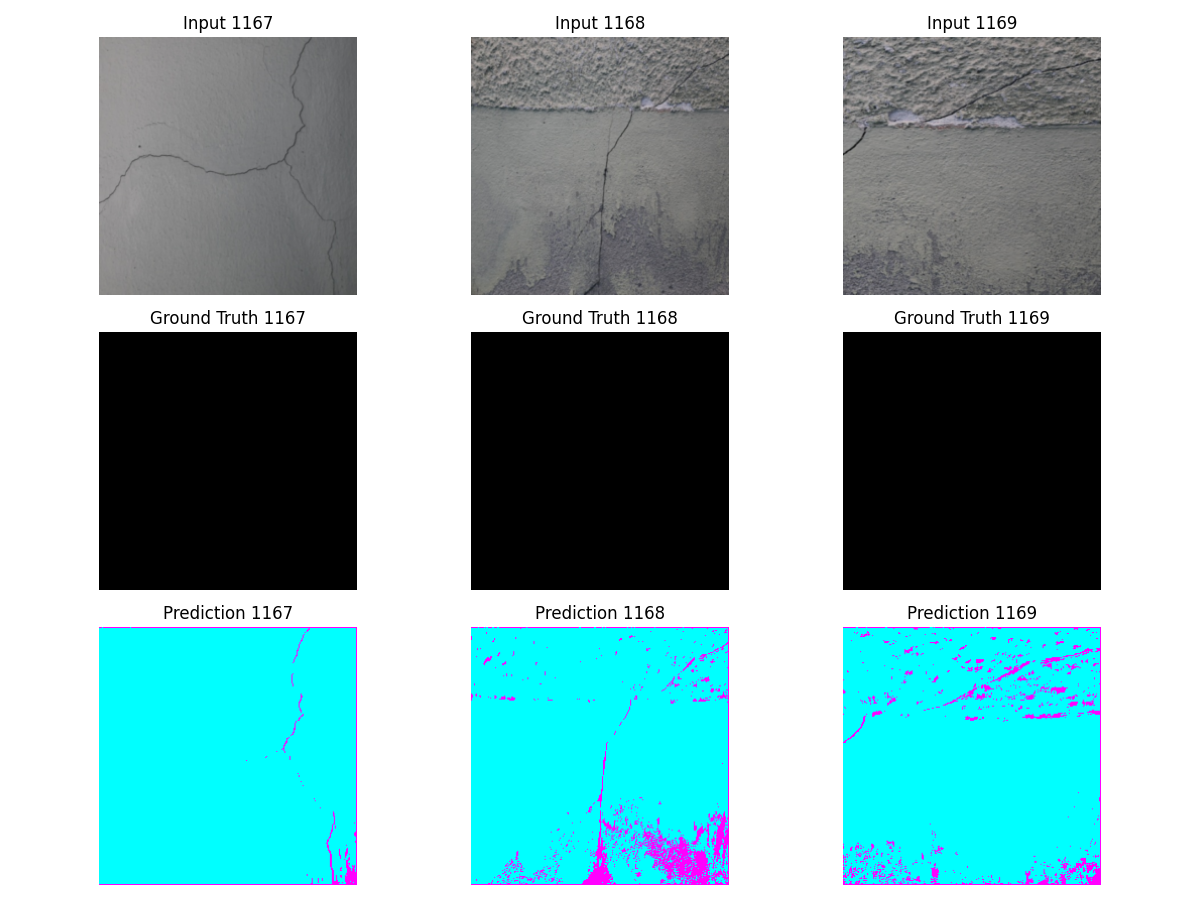 Input 1167
Input 1168
Input 1169
Ground Truth 1167
Ground Truth 1168
Ground Truth 1169
Prediction 1167
Prediction 1168
Prediction 1169